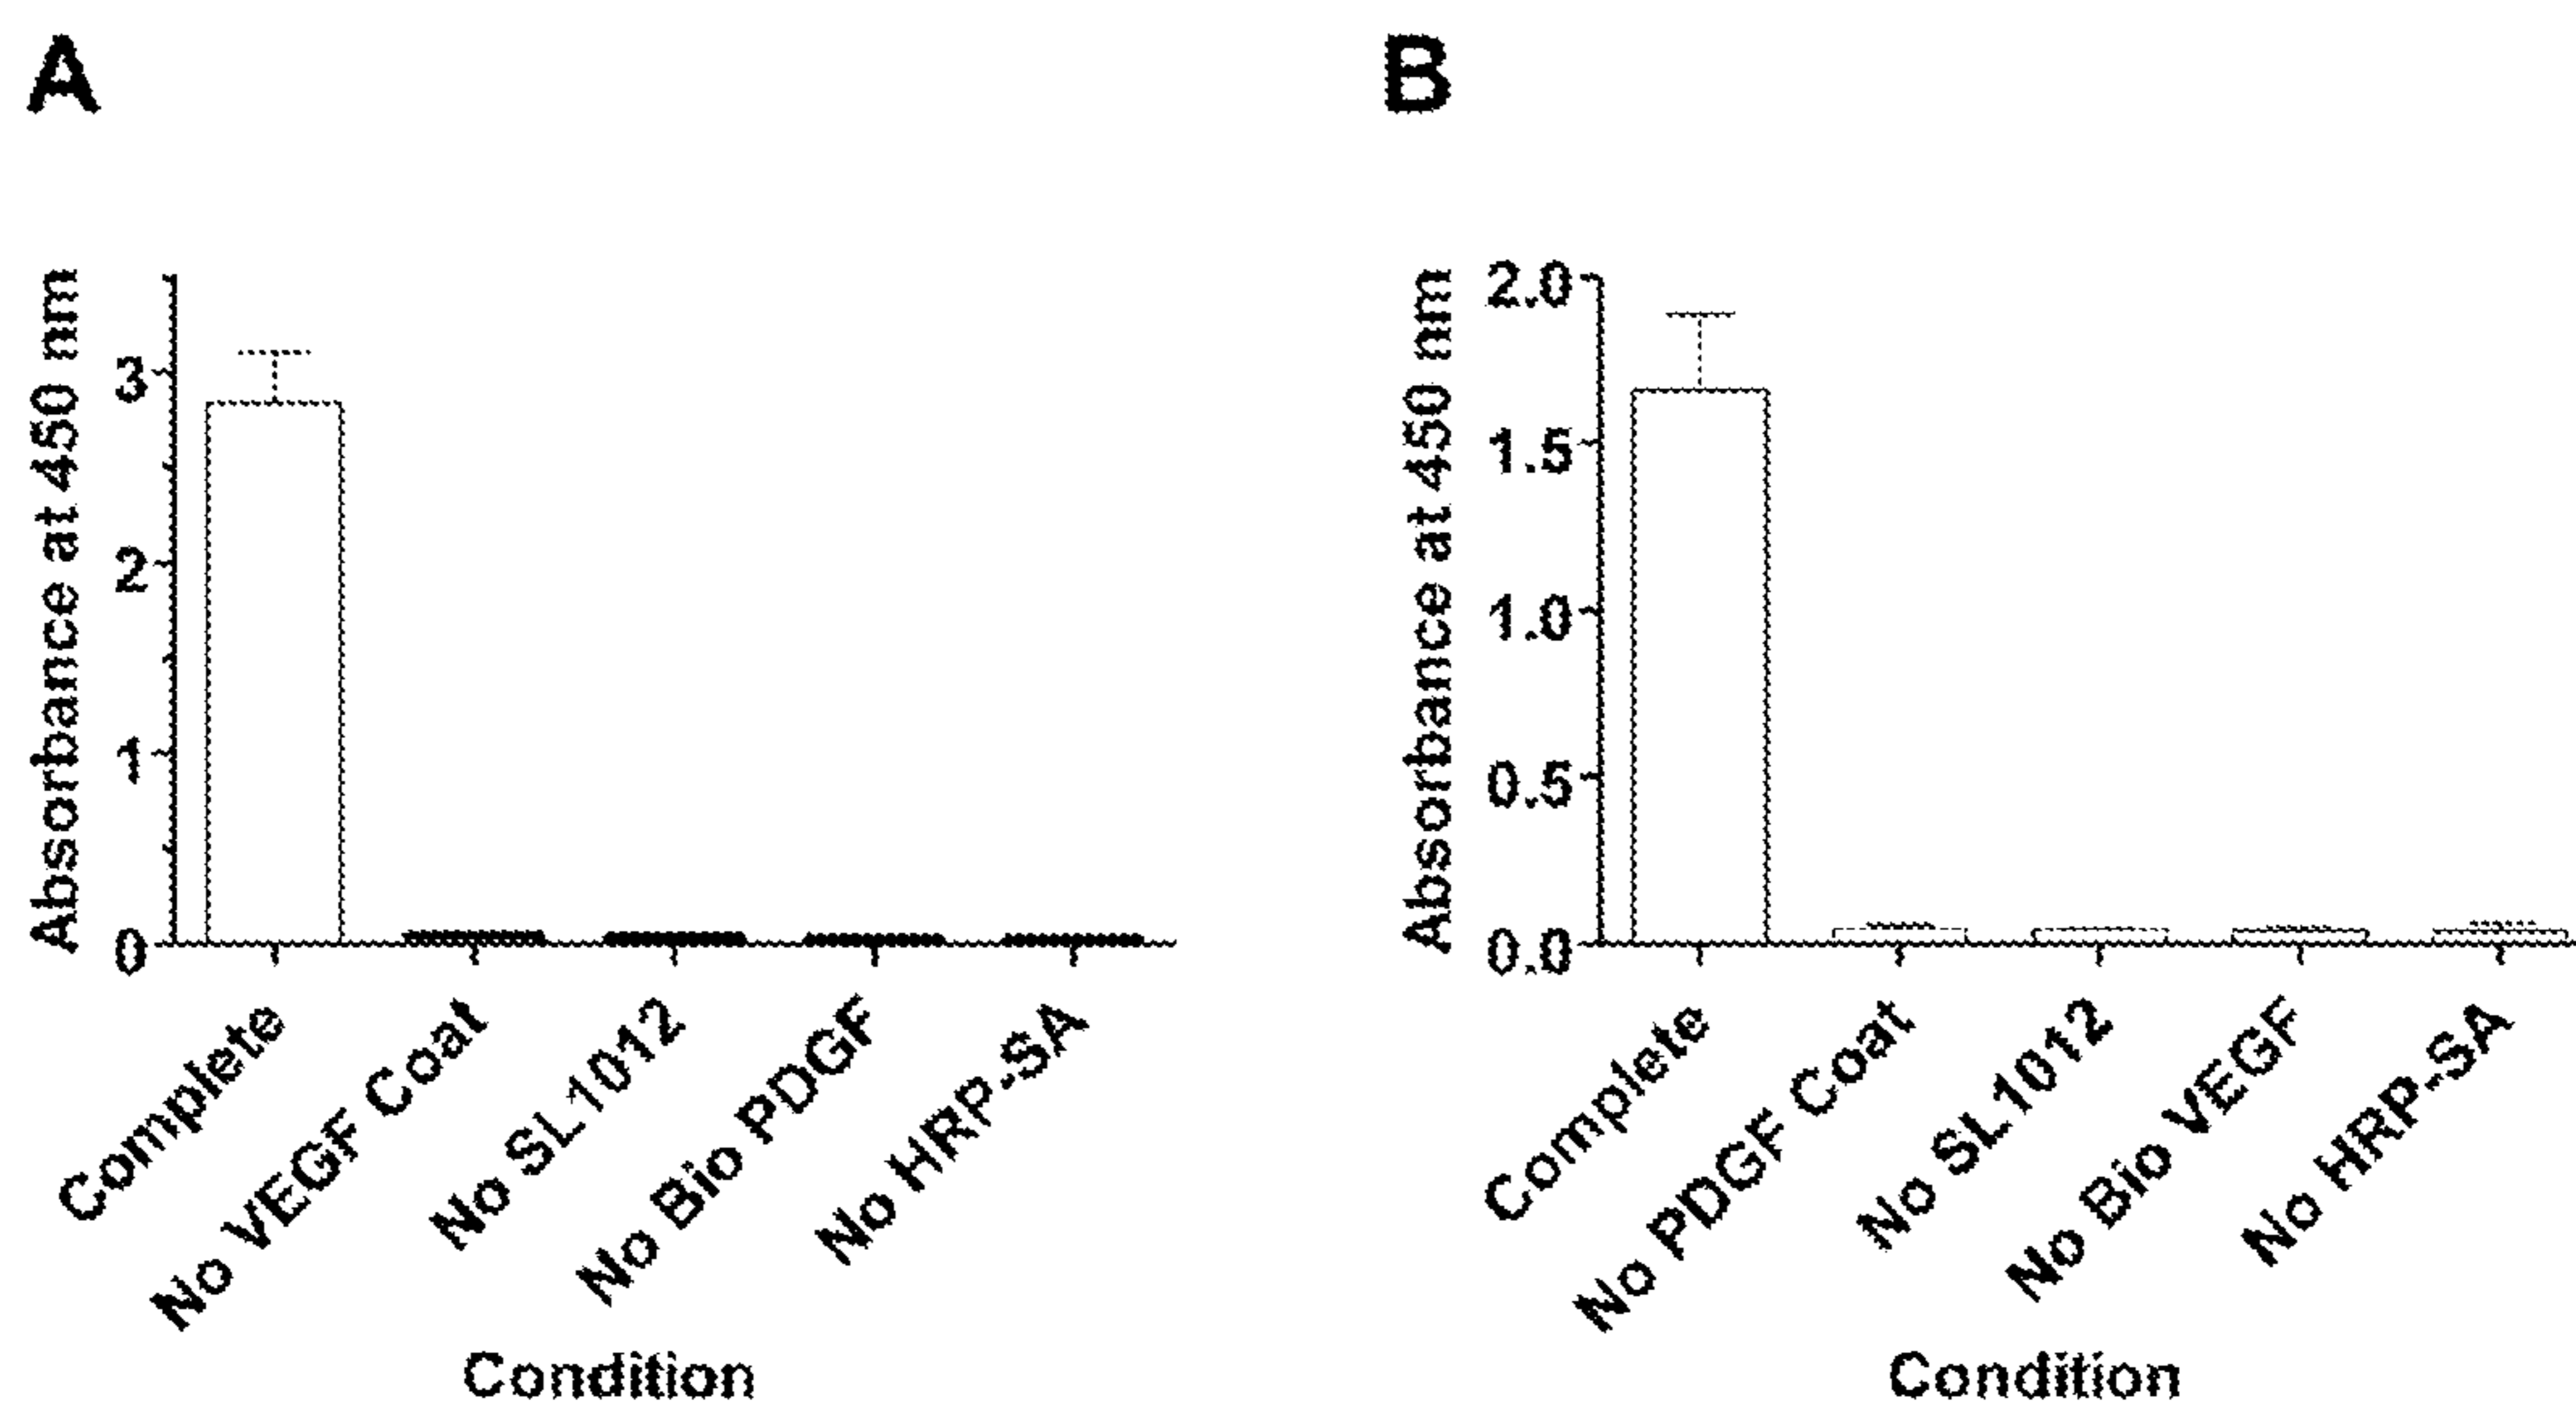 A
Absorbance at 450 nm
3
2
1
0
Complete
No VEGF Coat
No SL1012
No Bio PDGF
No HRP-SA
Condition
B
Absorbance at 450 nm
2.0
1.5
1.0
0.5
0.0
Complete
No PDGF Coat
No SL1012
No Bio VEGF
No HRP-SA
Condition